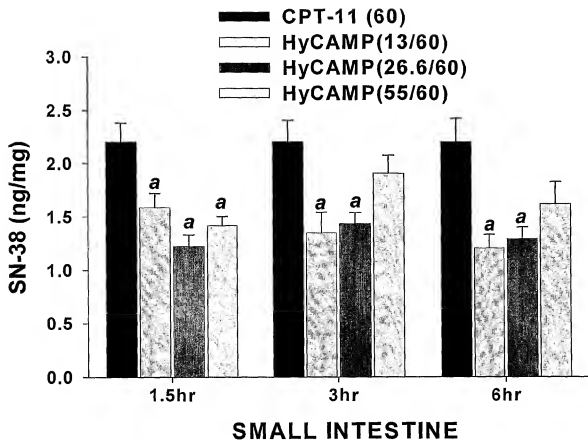 CPT-11 (60)
HyCAMP(13/60)
HyCAMP(26.6/60)
HyCAMP(55/60)
3.0
2.5
2.0
1.5
1.0
0.5
0.0
SN-38 (ng/mg)
a
a
a
a
a
a
a
1.5hr
3hr
6hr
SMALL INTESTINE